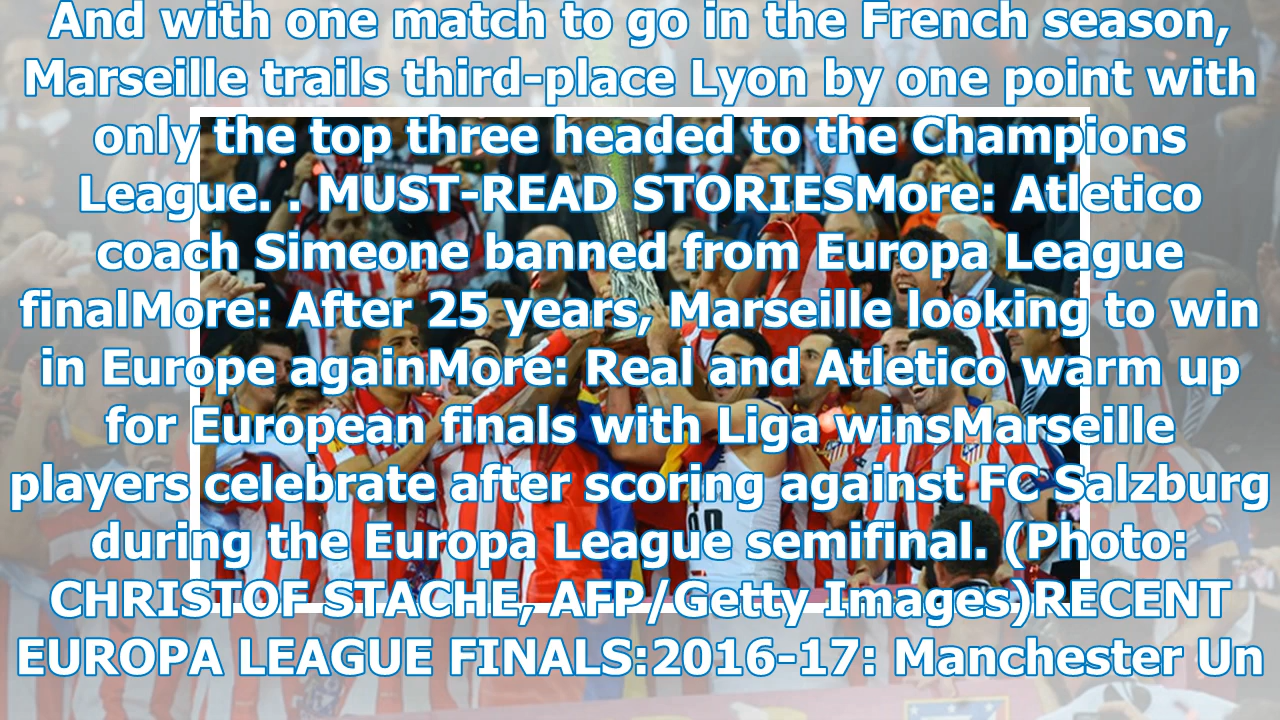 And with one match to go in the French season,
Marseille trails third-place Lyon by one point with
only the top three headed to the Champions
League. . MUST-READ STORIESMore: Atletico
coach Simeone banned from Europa League
finalMore: After 25 years, Marseille looking to win
in Europe againMore: Real and Atletico warm up
for European finals with Liga winsMarseille
players celebrate after scoring against FC Salzburg
during the Europa League semifinal. (Photo:
CHRISTOF STACHE, AFP/Getty Images)RECENT
EUROPA LEAGUE FINALS:2016-17: Manchester Un